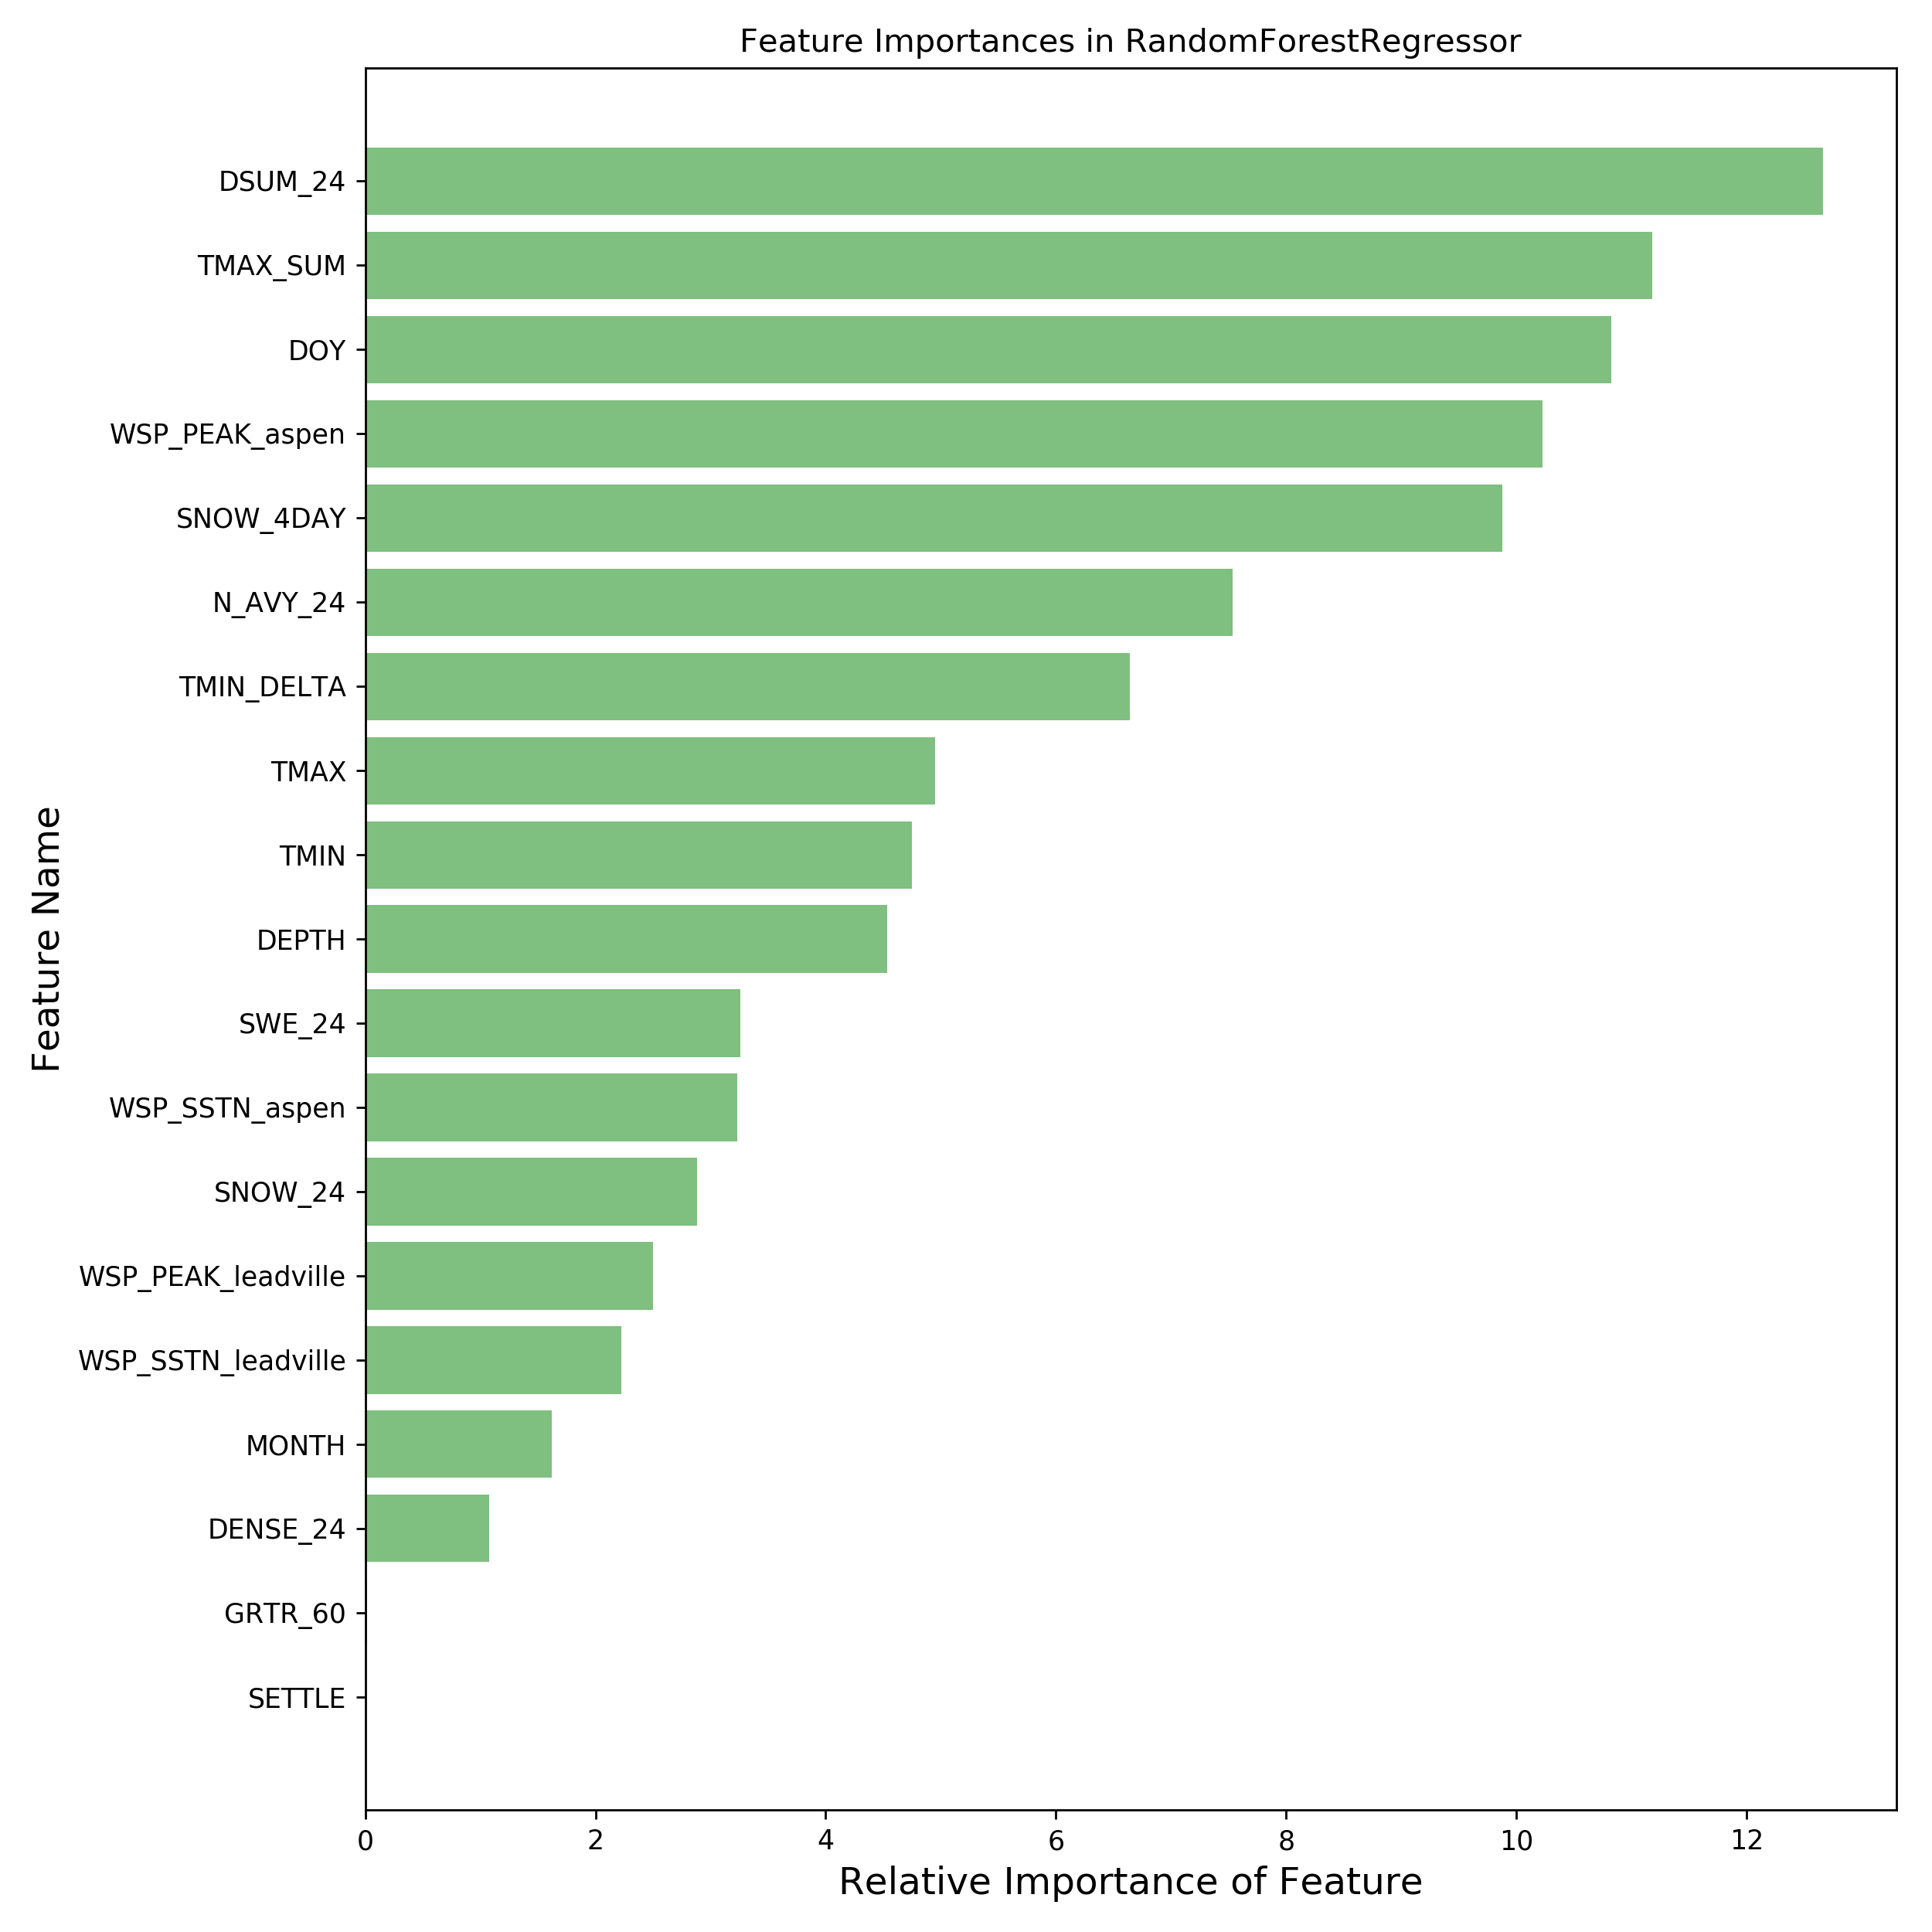 Feature Importances in RandomForestRegressor
DSUM_24
TMAX_SUM
DOY
WSP_PEAK_aspen
SNOW_4DAY
N_AVY_24
TMIN_DELTA
TMAX
TMIN
DEPTH
SWE_24
WSP_SSTN_aspen
SNOW_24
WSP_PEAK_leadville
WSP_SSTN_leadville
MONTH
DENSE_24
GRTR_60
SETTLE
Feature Name
0 2 4 6 8 10 12
Relative Importance of Feature